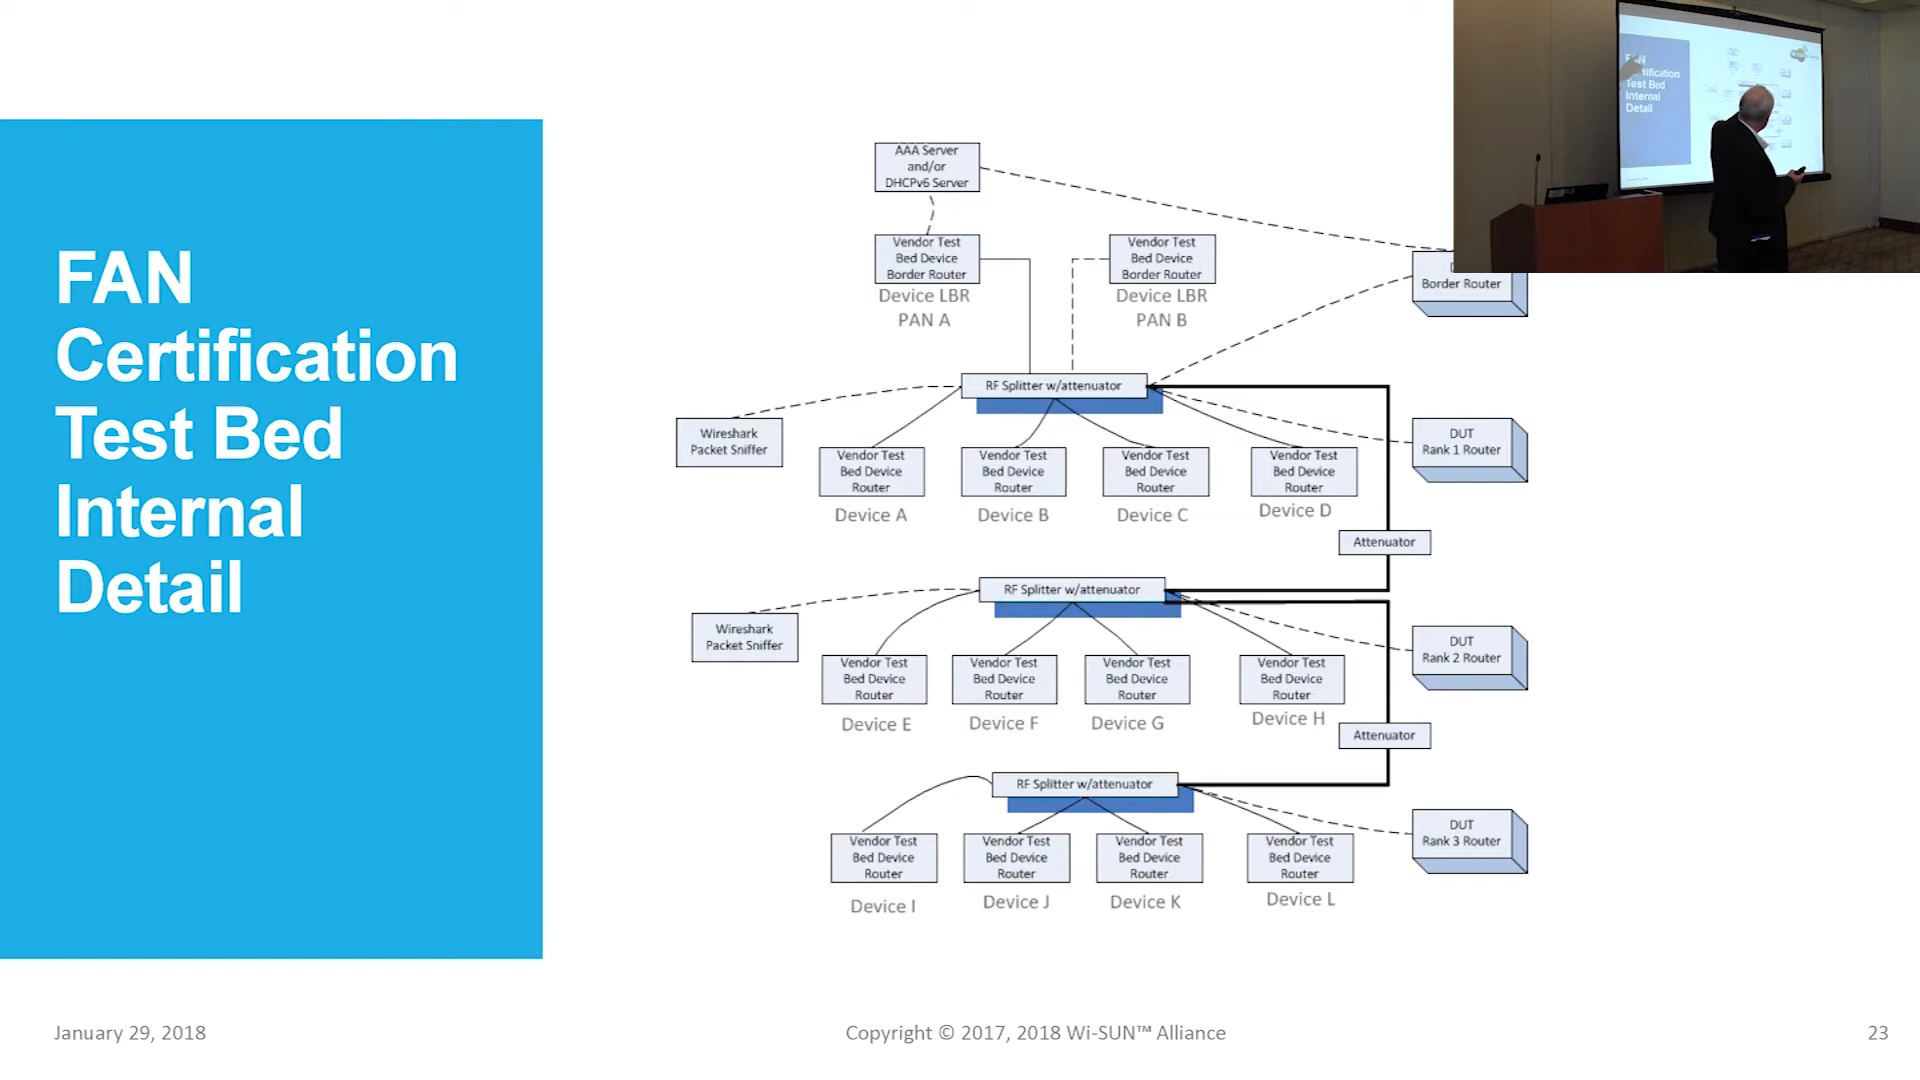 FAN
Certification
Test Bed
Internal
Detail
AAA Server
and/or
DHCPv6 Server
Vendor Test
Bed Device
Border Router
Device LBR
PAN A
Vendor Test
Bed Device
Border Router
Device LBR
PAN B
Border Router
RF Splitter w/attenuator
Wireshark
Packet Sniffer
Vendor Test
Bed Device
Router
Device A
Vendor Test
Bed Device
Router
Device B
Vendor Test
Bed Device
Router
Device C
Vendor Test
Bed Device
Router
Device D
DUT
Rank 1 Router
Attenuator
RF Splitter w/attenuator
Wireshark
Packet Sniffer
Vendor Test
Bed Device
Router
Device E
Vendor Test
Bed Device
Router
Device F
Vendor Test
Bed Device
Router
Device G
Vendor Test
Bed Device
Router
Device H
DUT
Rank 2 Router
Attenuator
RF Splitter w/attenuator
Vendor Test
Bed Device
Router
Device I
Vendor Test
Bed Device
Router
Device J
Vendor Test
Bed Device
Router
Device K
Vendor Test
Bed Device
Router
Device L
DUT
Rank 3 Router
January 29, 2018
Copyright © 2017, 2018 Wi-SUN™ Alliance
23
Test Bed
Internal
Detail